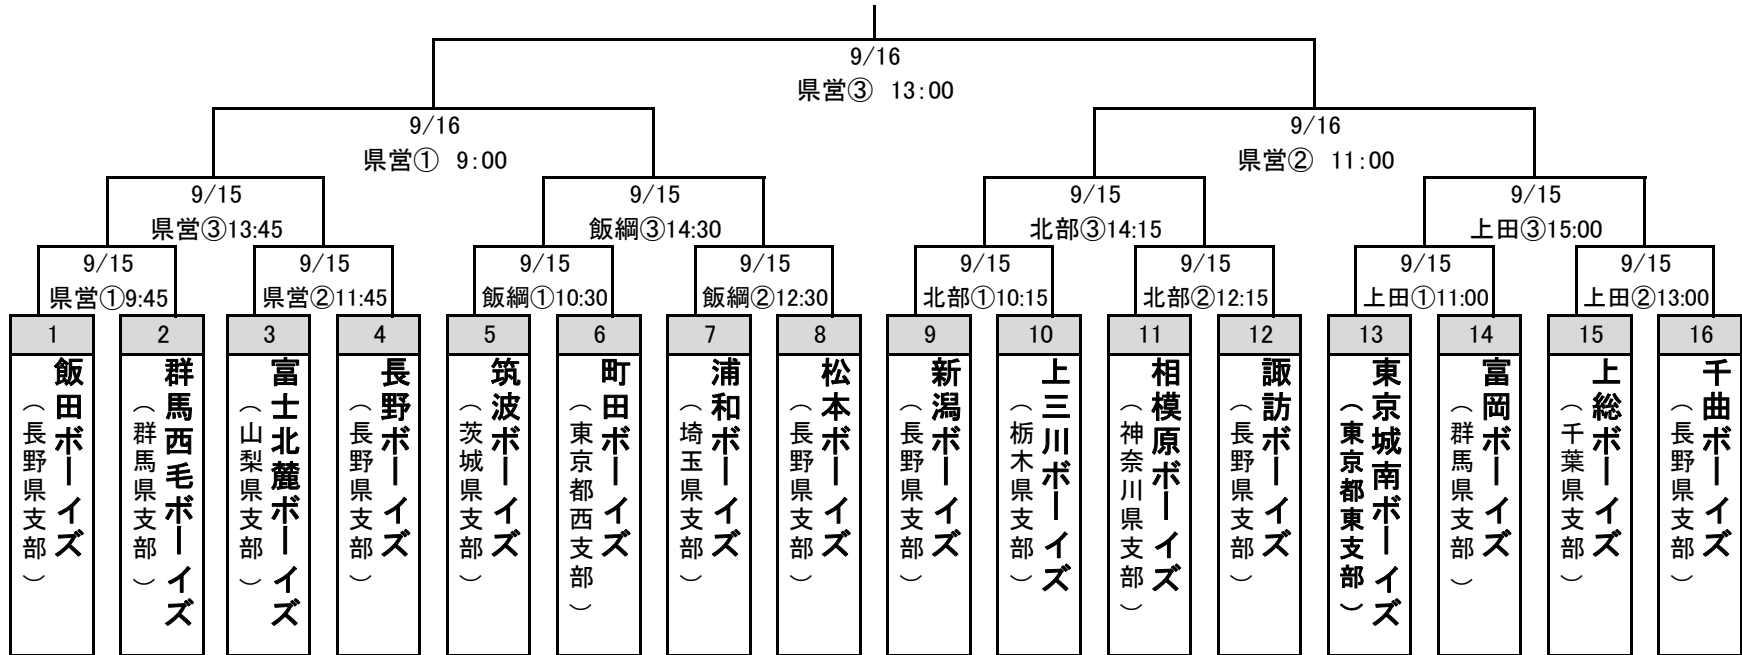 9/16
県営③ 13:00
9/16
県営① 9:00
9/16
県営② 11:00
9/15
県営③13:45
9/15
飯綱③14:30
9/15
北部③14:15
9/15
上田③15:00
9/15
県営①9:45
9/15
県営②11:45
9/15
飯綱①10:30
9/15
飯綱②12:30
9/15
北部①10:15
9/15
北部②12:15
9/15
上田①11:00
9/15
上田②13:00
1
飯田ボーイズ
（長野県支部）
2
群馬西毛ボーイズ
（群馬県支部）
3
富士北麓ボーイズ
（山梨県支部）
4
長野ボーイズ
（長野県支部）
5
筑波ボーイズ
（茨城県支部）
6
町田ボーイズ
（東京都西支部）
7
浦和ボーイズ
（埼玉県支部）
8
松本ボーイズ
（長野県支部）
9
新潟ボーイズ
（長野県支部）
10
上三川ボーイズ
（栃木県支部）
11
相模原ボーイズ
（神奈川県支部）
12
諏訪ボーイズ
（長野県支部）
13
東京城南ボーイズ
（東京都東支部）
14
富岡ボーイズ
（群馬県支部）
15
上総ボーイズ
（千葉県支部）
16
千曲ボーイズ
（長野県支部）